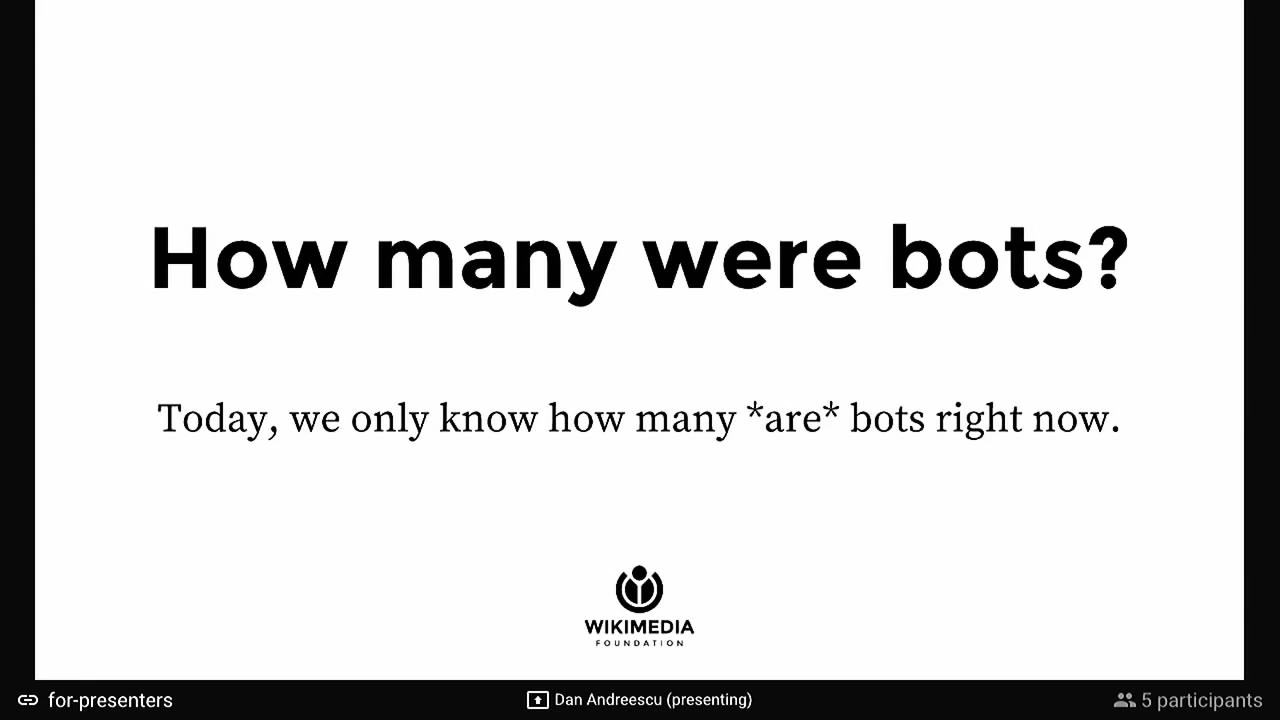 How many were bots?
Today, we only know how many *are* bots right now.
WIKIMEDIA
FOUNDATION
for-presenters
Dan Andreescu (presenting)
5 participants